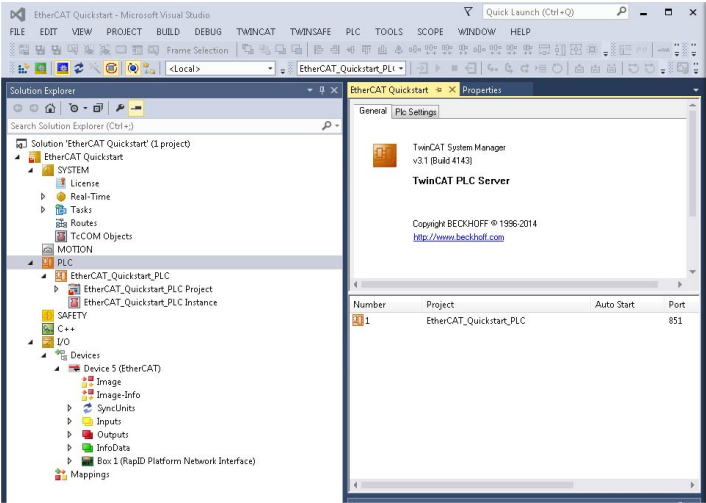 EtherCAT Quickstart - Microsoft Visual Studio
Quick Launch (Ctrl+Q)
FILE EDIT VIEW PROJECT BUILD DEBUG TWINCAT TWINSAFE PLC TOOLS SCOPE WINDOW HELP
Frame Selection
<Local> EtherCAT_Quickstart_PL(
Solution Explorer
Search Solution Explorer (Ctrl+;)
Solution 'EtherCAT Quickstart' (1 project)
EtherCAT Quickstart
SYSTEM
License
Real-Time
Tasks
Routes
TcCOM Objects
MOTION
PLC
EtherCAT_Quickstart_PLC
EtherCAT_Quickstart_PLC Project
EtherCAT_Quickstart_PLC Instance
SAFETY
C++
I/O
Devices
Device 5 (EtherCAT)
Image
Image-Info
SyncUnits
Inputs
Outputs
InfoData
Box 1 (RapID Platform Network Interface)
Mappings
EtherCAT Quickstart Properties
General Plc Settings
TwinCAT System Manager
v3.1 (Build 4143)
TwinCAT PLC Server
Copyright BECKHOFF © 1996-2014
http://www.beckhoff.com
Number Project Auto Start Port
1 EtherCAT_Quickstart_PLC 851